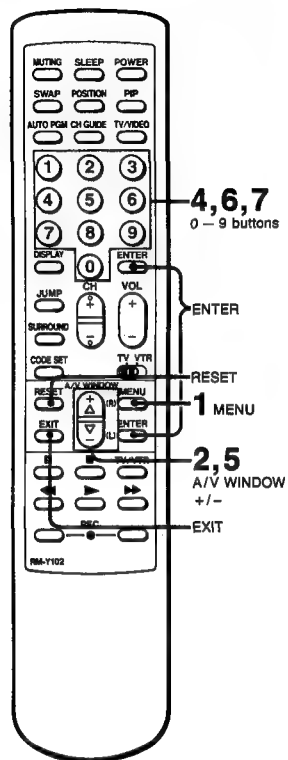 MUTING SLEEP POWER
SWAP POSITION PIP
AUTO PGM CH GUIDE TV/VIDEO
1 2 3
4 5 6
7 8 9
4, 6, 7
0 – 9 buttons
DISPLAY 0 ENTER
CH VOL
JUMP + +
ENTER
SURROUND – –
CODE SET TV VTR
RESET
A/V WINDOW
RESET + (R) MENU
1 MENU
EXIT – (L) ENTER
2, 5
A/V WINDOW
+/–
TV/VTR
EXIT
REC
RM-Y102